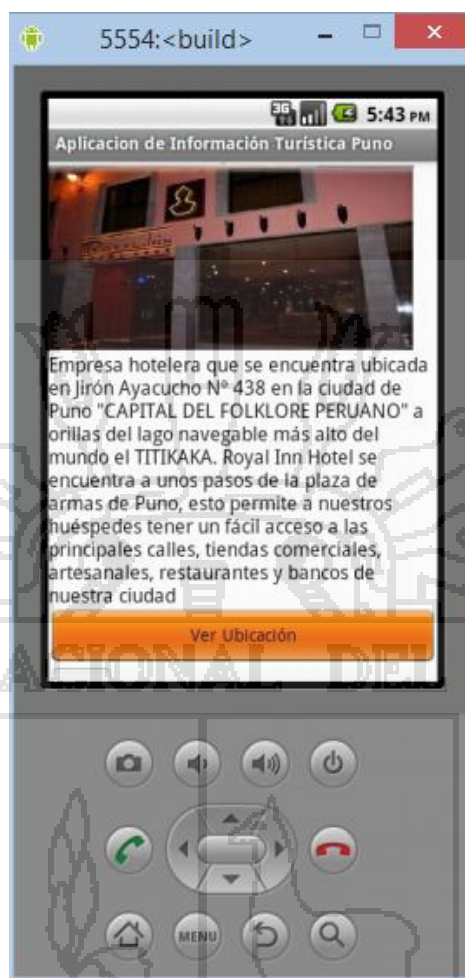 5554:<build>
3G 5:43 PM
Aplicacion de Información Turística Puno
Empresa hotelera que se encuentra ubicada
en Jirón Ayacucho Nº 438 en la ciudad de
Puno "CAPITAL DEL FOLKLORE PERUANO" a
orillas del lago navegable más alto del
mundo el TITIKAKA. Royal Inn Hotel se
encuentra a unos pasos de la plaza de
armas de Puno, esto permite a nuestros
huéspedes tener un fácil acceso a las
principales calles, tiendas comerciales,
artesanales, restaurantes y bancos de
nuestra ciudad
Ver Ubicación
ACIONAL DEL
MENU